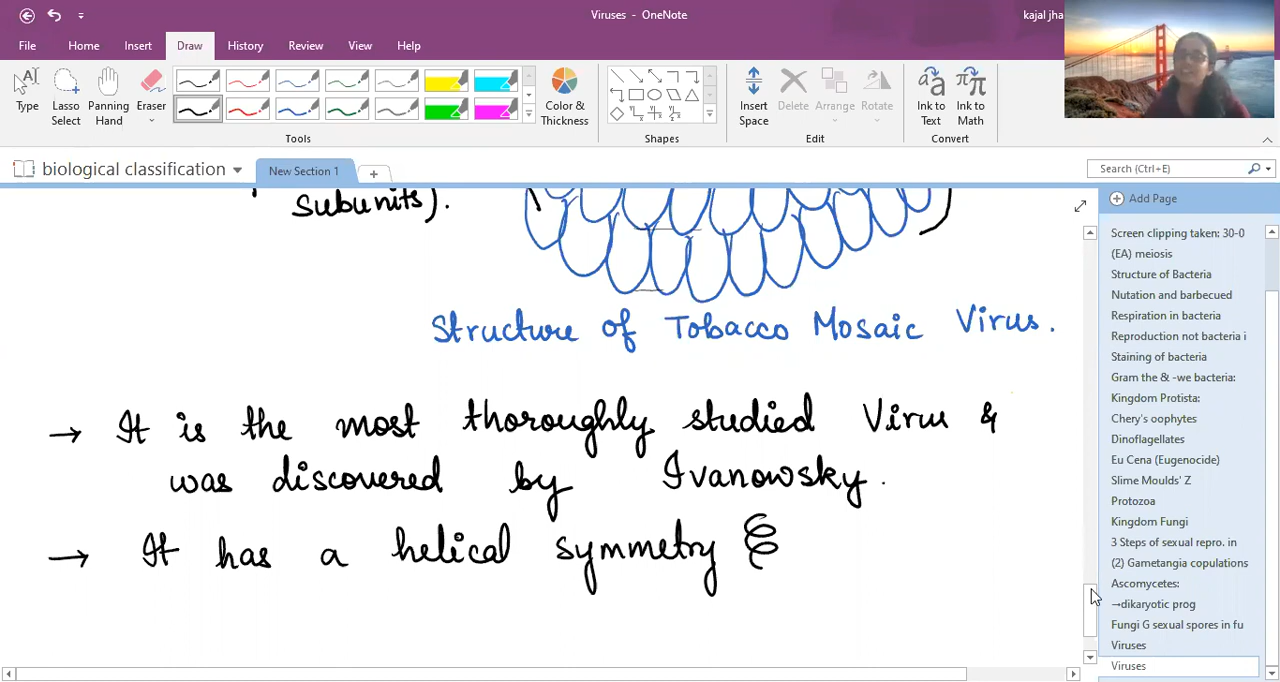 Viruses - OneNote
kajal jha
File Home Insert Draw History Review View Help
Type
Lasso Select
Panning Hand
Eraser
Color & Thickness
Insert Space
Delete
Arrange
Rotate
Ink to Text
Ink to Math
Tools
Shapes
Edit
Convert
biological classification
New Section 1
Search (Ctrl+E)
subunits).
Structure of Tobacco Mosaic Virus.
→ It is the most thoroughly studied Virus &
was discovered by Ivanowsky.
→ It has a helical symmetry
Add Page
Screen clipping taken: 30-0
(EA) meiosis
Structure of Bacteria
Nutation and barbecued
Respiration in bacteria
Reproduction not bacteria i
Staining of bacteria
Gram the & -we bacteria:
Kingdom Protista:
Chery's oophytes
Dinoflagellates
Eu Cena (Eugenocide)
Slime Moulds' Z
Protozoa
Kingdom Fungi
3 Steps of sexual repro. in
(2) Gametangia copulations
Ascomycetes:
→dikaryotic prog
Fungi G sexual spores in fu
Viruses
Viruses